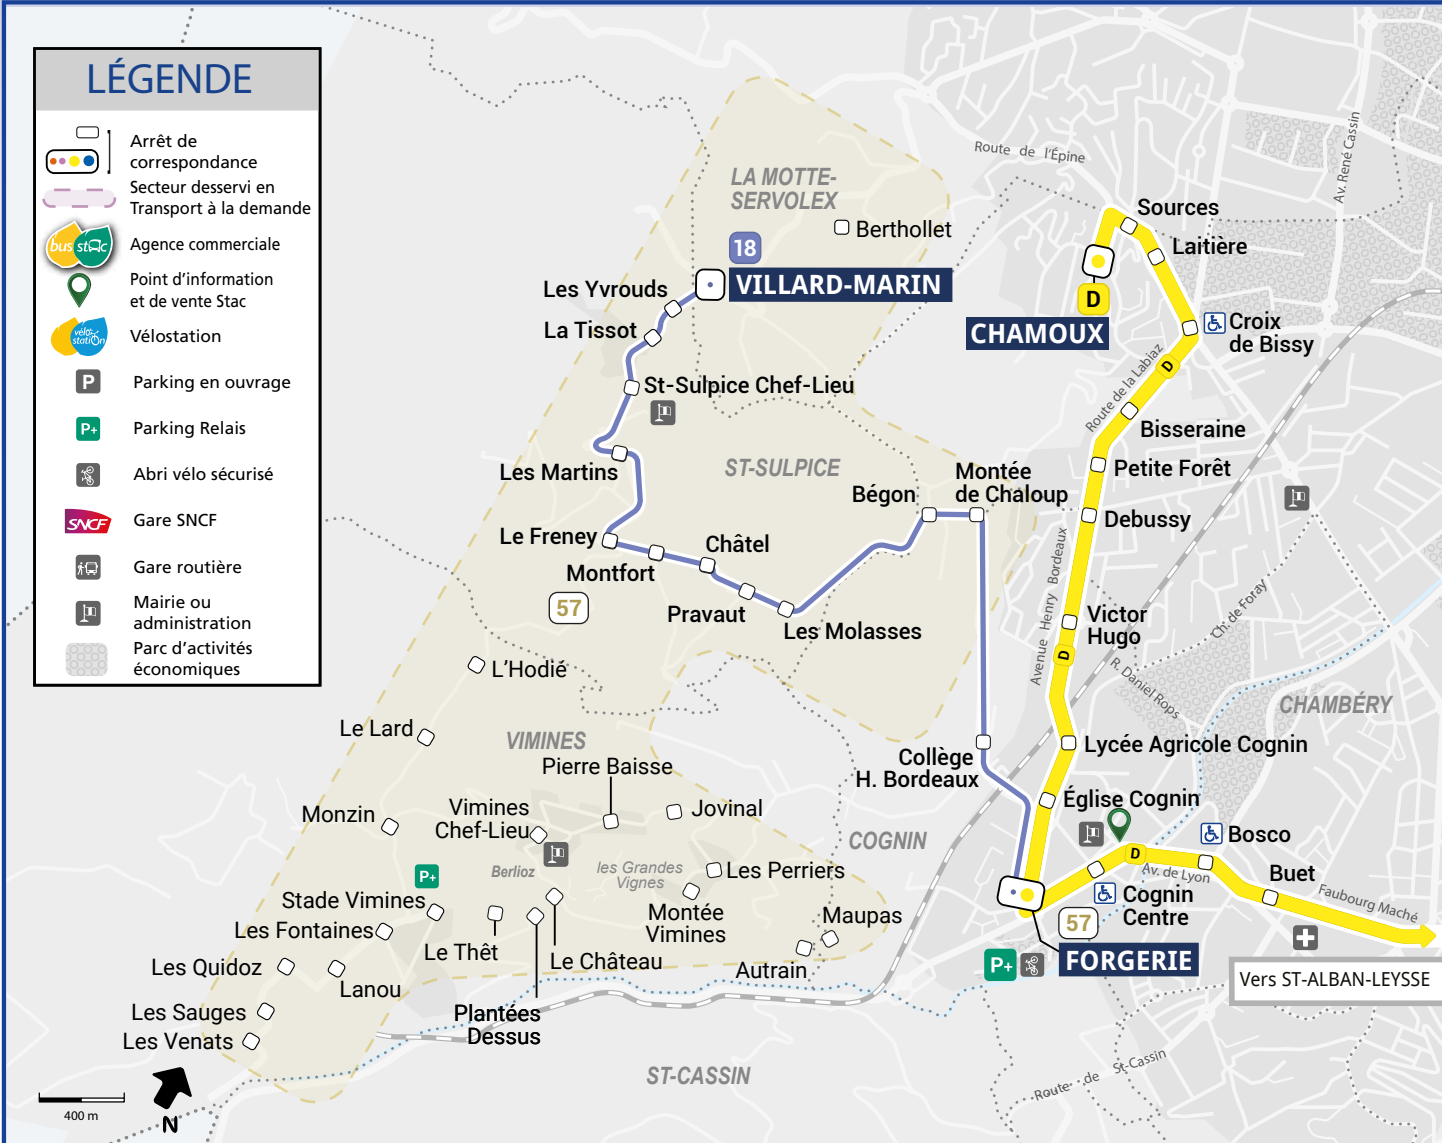 LÉGENDE
Arrêt de
correspondance
Secteur desservi en
Transport à la demande
bus stac
Agence commerciale
Point d'information
et de vente Stac
vélo
station
Vélostation
P
Parking en ouvrage
P+
Parking Relais
Abri vélo sécurisé
SNCF
Gare SNCF
Gare routière
Mairie ou
administration
Parc d'activités
économiques
LA MOTTE-
SERVOLEX
Berthollet
18
VILLARD-MARIN
Les Yvrouds
La Tissot
St-Sulpice Chef-Lieu
Les Martins
ST-SULPICE
Le Freney
Montfort
57
Châtel
Pravaut
Les Molasses
Bégon
Montée
de Chaloup
Collège
H. Bordeaux
Route de l'Épine
Av. René Cassin
Sources
Laitière
D
CHAMOUX
Croix
de Bissy
Route de la Labiaz
D
Bisseraine
Petite Forêt
Debussy
Avenue Henry Bordeaux
Victor
Hugo
D
Ch. de Foray
R. Daniel Rops
CHAMBÉRY
Lycée Agricole Cognin
Église Cognin
COGNIN
D
Bosco
Av. de Lyon
Buet
Faubourg Maché
Cognin
Centre
57
FORGERIE
P+
Vers ST-ALBAN-LEYSSE
L'Hodié
Le Lard
VIMINES
Pierre Baisse
Monzin
Vimines
Chef-Lieu
Jovinal
Berlioz
les Grandes
Vignes
Les Perriers
P+
Stade Vimines
Montée
Vimines
Maupas
Les Fontaines
Le Thêt
Le Château
Autrain
Les Quidoz
Lanou
Les Sauges
Plantées
Dessus
Les Venats
ST-CASSIN
Route de St-Cassin
400 m
N